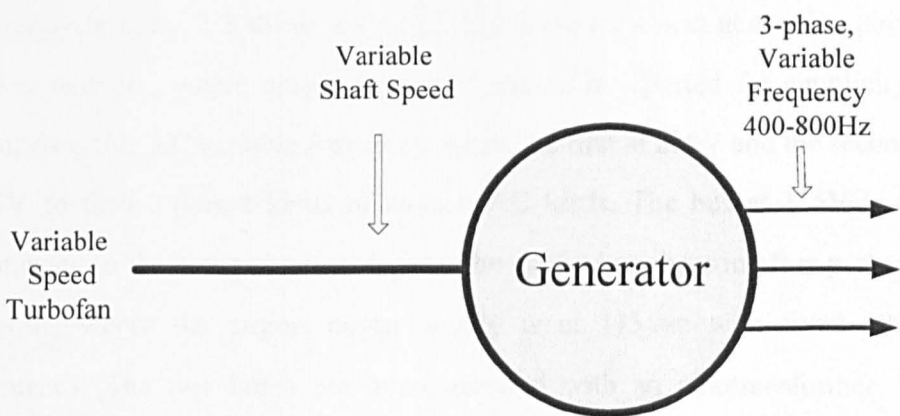 Variable
Shaft Speed
3-phase,
Variable
Frequency
400-800Hz
Variable
Speed
Turbofan
Generator